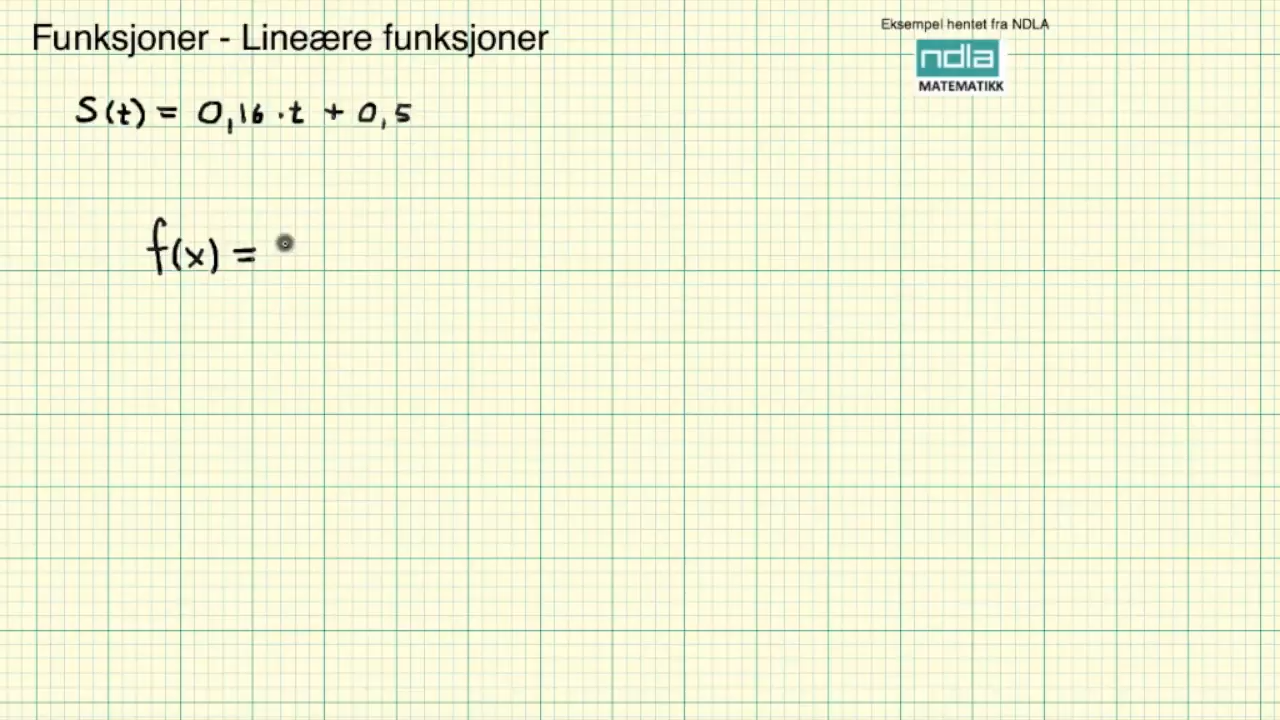 Funksjoner - Lineære funksjoner
Eksempel hentet fra NDLA
ndla
MATEMATIKK
S(t) = 0,16 · t + 0,5
f(x) =